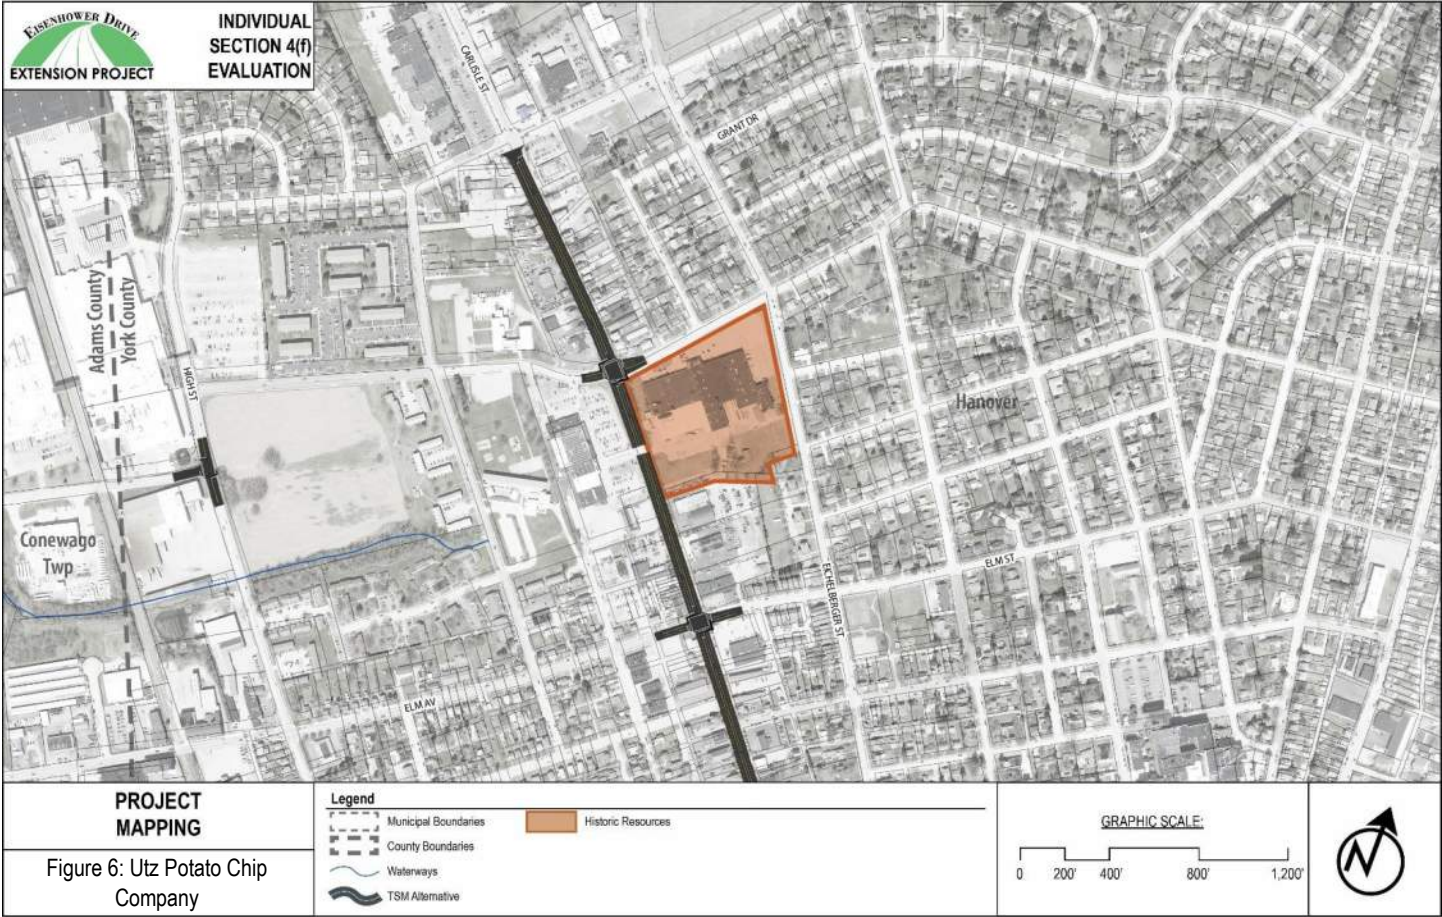 EISENHOWER DRIVE
EXTENSION PROJECT
INDIVIDUAL
SECTION 4(f)
EVALUATION
CARLISLE ST
GRANT DR
Adams County
York County
HIGH ST
Hanover
Conewago
Twp
ELM ST
EICHELBERGER ST
ELM AV
PROJECT
MAPPING
Figure 6: Utz Potato Chip
Company
Legend
Municipal Boundaries
County Boundaries
Waterways
TSM Alternative
Historic Resources
GRAPHIC SCALE:
0 200' 400' 800' 1,200'
N